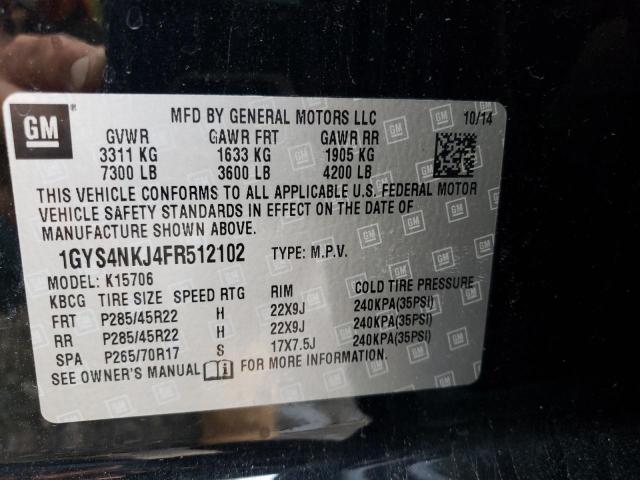 GM
MFD BY GENERAL MOTORS LLC 10/14
GVWR GAWR FRT GAWR RR
3311 KG 1633 KG 1905 KG
7300 LB 3600 LB 4200 LB
THIS VEHICLE CONFORMS TO ALL APPLICABLE U.S. FEDERAL MOTOR
VEHICLE SAFETY STANDARDS IN EFFECT ON THE DATE OF
MANUFACTURE SHOWN ABOVE.
1GYS4NKJ4FR512102 TYPE: M.P.V.
MODEL: K15706
KBCG TIRE SIZE SPEED RTG RIM COLD TIRE PRESSURE
FRT P285/45R22 H 22X9J 240KPA(35PSI)
RR P285/45R22 H 22X9J 240KPA(35PSI)
SPA P265/70R17 S 17X7.5J 240KPA(35PSI)
SEE OWNER'S MANUAL FOR MORE INFORMATION.